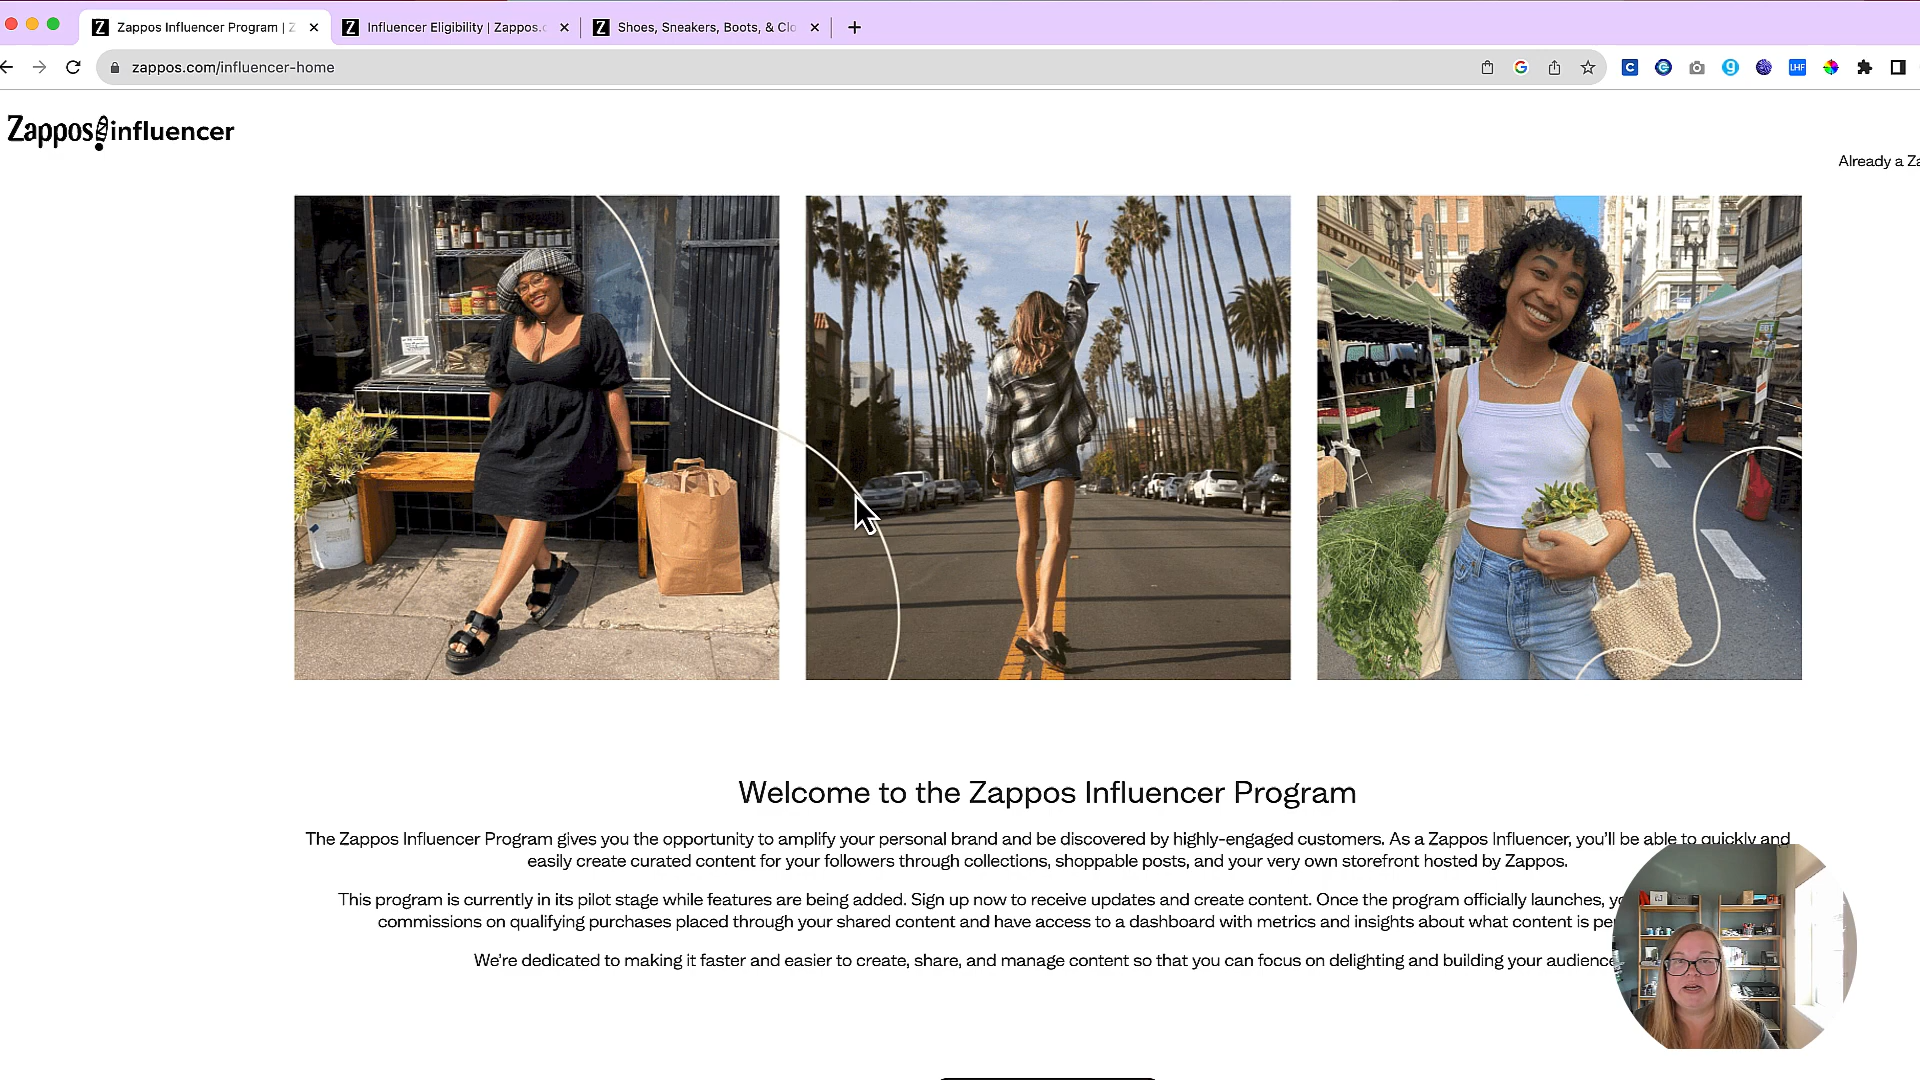 Zappos Influencer Program | Z
Influencer Eligibility | Zappos.c
Shoes, Sneakers, Boots, & Clo
zappos.com/influencer-home
Zappos influencer
Already a Za
Welcome to the Zappos Influencer Program
The Zappos Influencer Program gives you the opportunity to amplify your personal brand and be discovered by highly-engaged customers. As a Zappos Influencer, you'll be able to quickly and
easily create curated content for your followers through collections, shoppable posts, and your very own storefront hosted by Zappos.
This program is currently in its pilot stage while features are being added. Sign up now to receive updates and create content. Once the program officially launches, yo
commissions on qualifying purchases placed through your shared content and have access to a dashboard with metrics and insights about what content is pe
We're dedicated to making it faster and easier to create, share, and manage content so that you can focus on delighting and building your audience